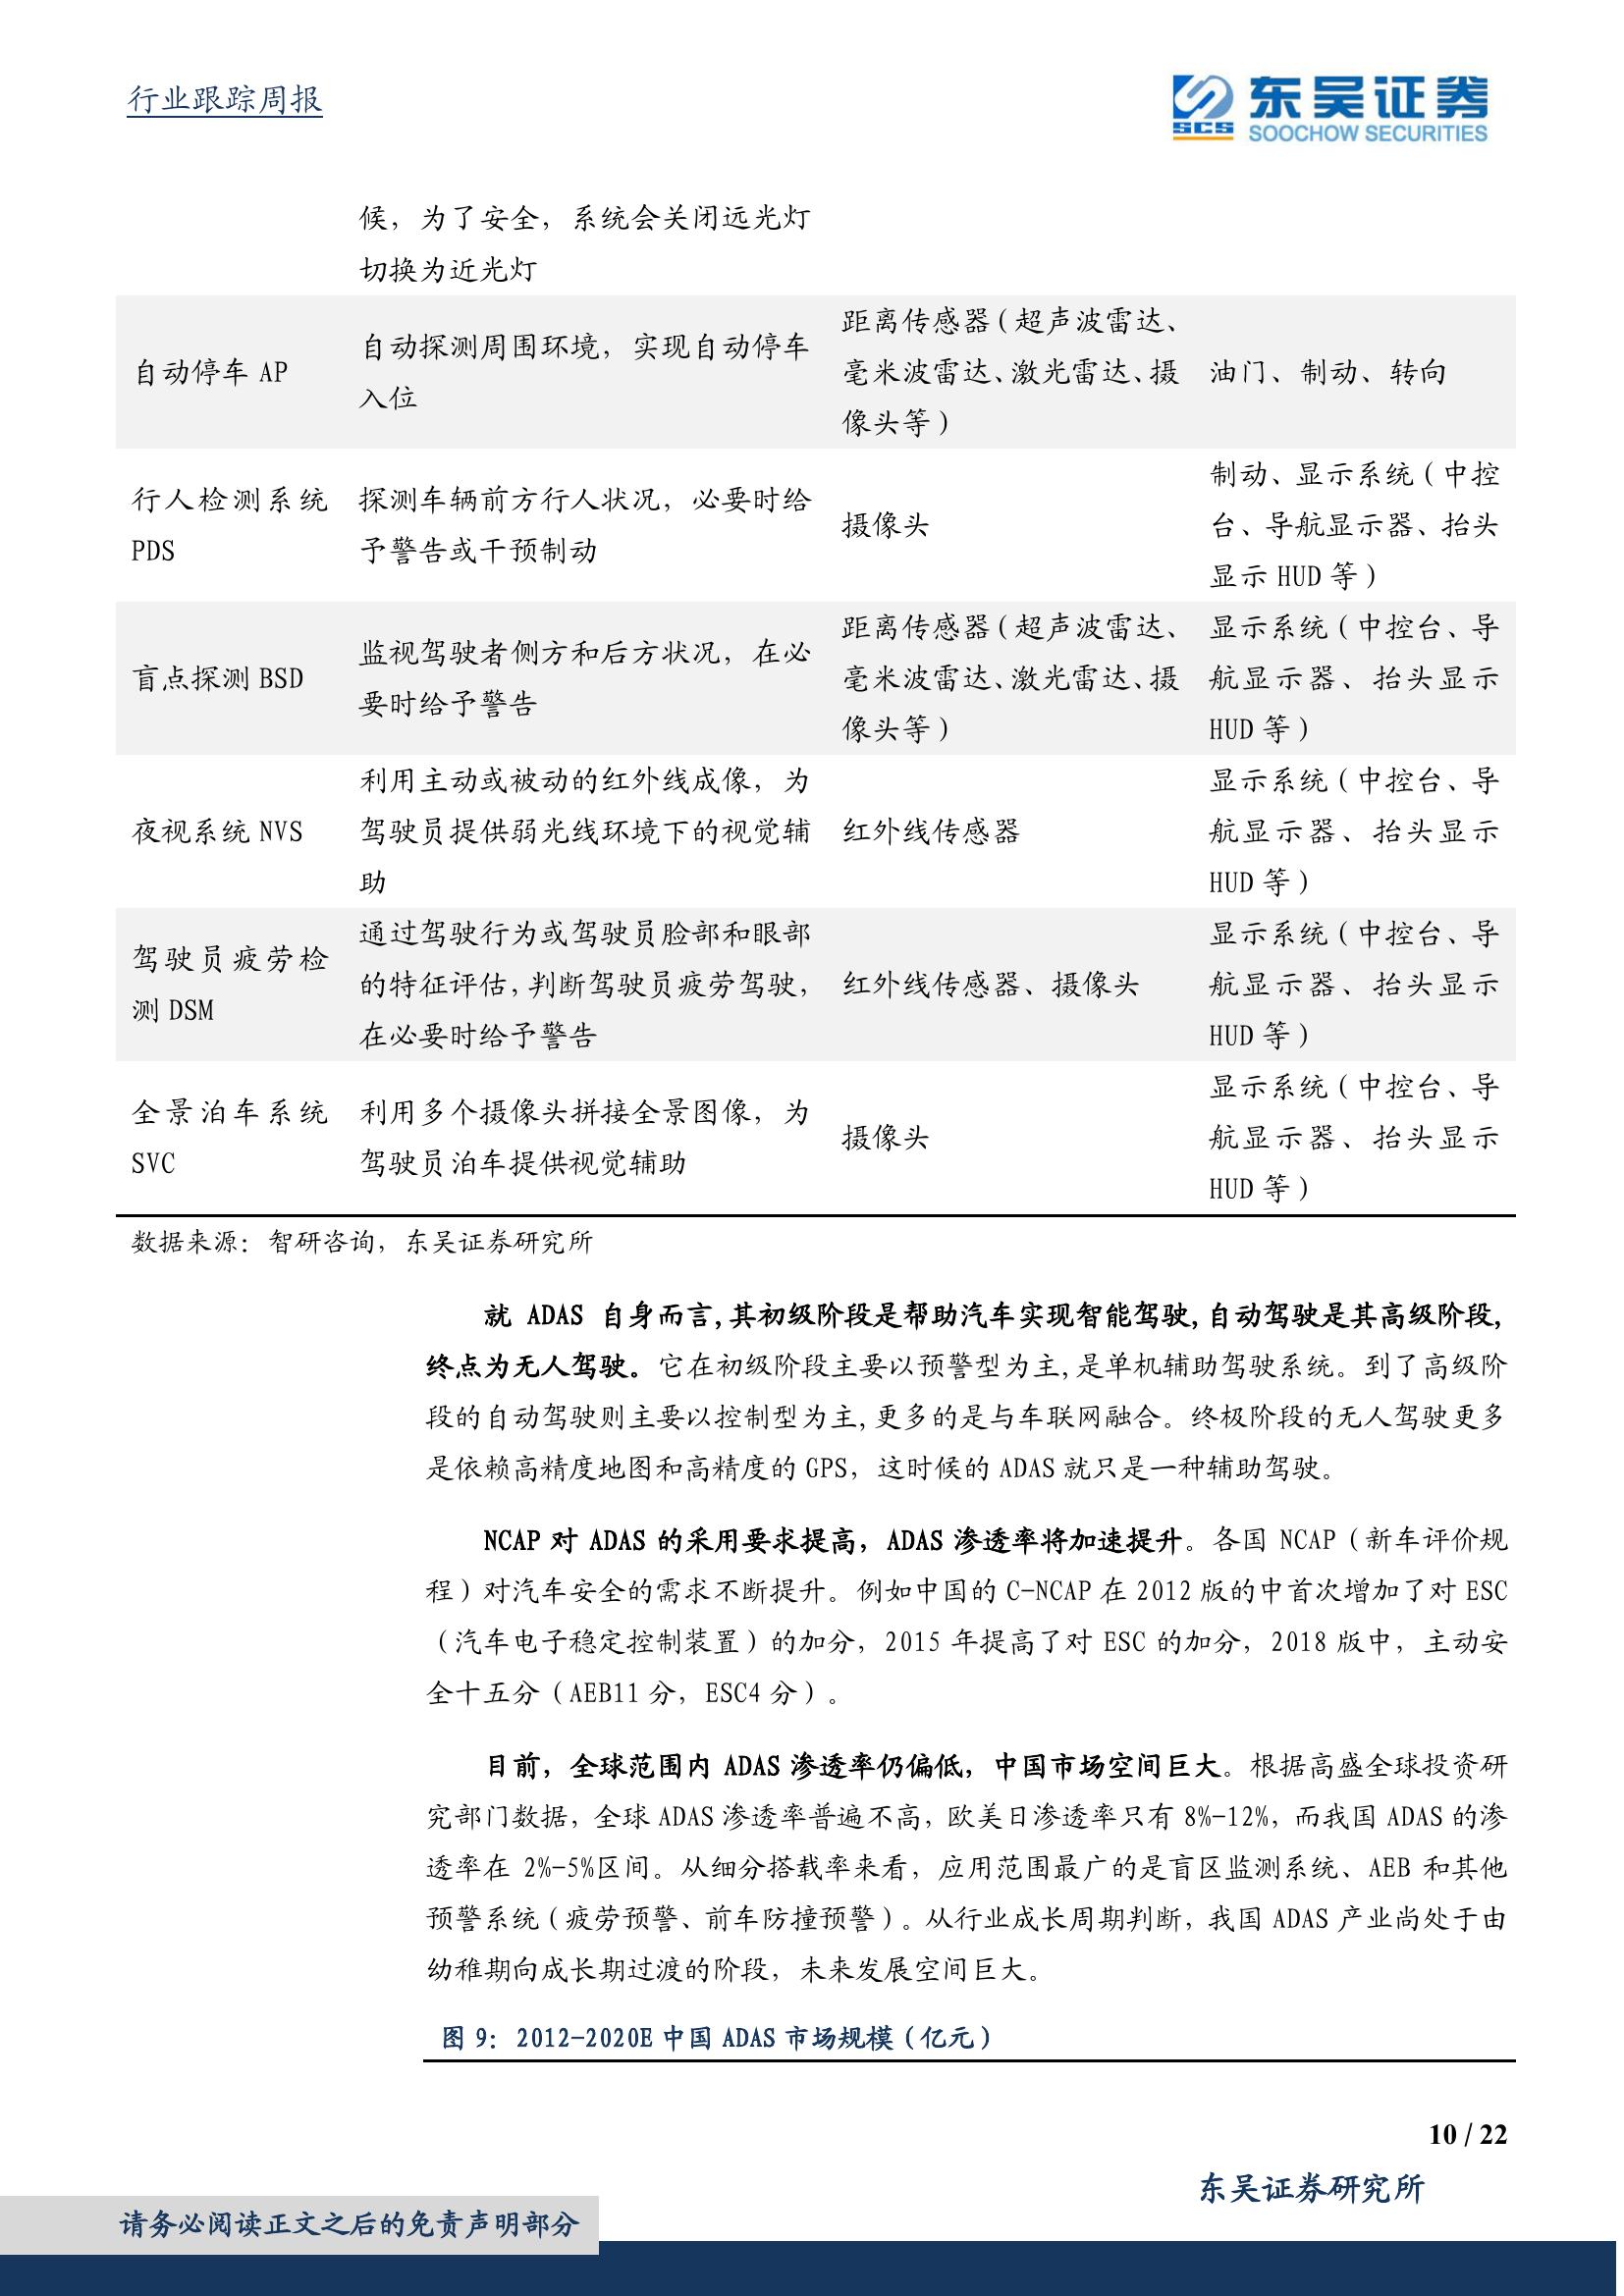 行业跟踪周报
东吴证券
SCS
SOOCHOW SECURITIES
候，为了安全，系统会关闭远光灯
切换为近光灯
自动停车 AP
自动探测周围环境，实现自动停车
入位
距离传感器（超声波雷达、
毫米波雷达、激光雷达、摄
像头等）
油门、制动、转向
行人检测系统
PDS
探测车辆前方行人状况，必要时给
予警告或干预制动
摄像头
制动、显示系统（中控
台、导航显示器、抬头
显示 HUD 等）
盲点探测 BSD
监视驾驶者侧方和后方状况，在必
要时给予警告
距离传感器（超声波雷达、
毫米波雷达、激光雷达、摄
像头等）
显示系统（中控台、导
航显示器、抬头显示
HUD 等）
夜视系统 NVS
利用主动或被动的红外线成像，为
驾驶员提供弱光线环境下的视觉辅
助
红外线传感器
显示系统（中控台、导
航显示器、抬头显示
HUD 等）
驾驶员疲劳检
测 DSM
通过驾驶行为或驾驶员脸部和眼部
的特征评估，判断驾驶员疲劳驾驶，
在必要时给予警告
红外线传感器、摄像头
显示系统（中控台、导
航显示器、抬头显示
HUD 等）
全景泊车系统
SVC
利用多个摄像头拼接全景图像，为
驾驶员泊车提供视觉辅助
摄像头
显示系统（中控台、导
航显示器、抬头显示
HUD 等）
数据来源：智研咨询，东吴证券研究所
就 ADAS 自身而言,其初级阶段是帮助汽车实现智能驾驶,自动驾驶是其高级阶段,
终点为无人驾驶。它在初级阶段主要以预警型为主,是单机辅助驾驶系统。到了高级阶
段的自动驾驶则主要以控制型为主,更多的是与车联网融合。终极阶段的无人驾驶更多
是依赖高精度地图和高精度的 GPS，这时候的 ADAS 就只是一种辅助驾驶。
NCAP 对 ADAS 的采用要求提高，ADAS 渗透率将加速提升。各国 NCAP（新车评价规
程）对汽车安全的需求不断提升。例如中国的 C-NCAP 在 2012 版的中首次增加了对 ESC
（汽车电子稳定控制装置）的加分，2015 年提高了对 ESC 的加分，2018 版中，主动安
全十五分（AEB11 分，ESC4 分）。
目前，全球范围内 ADAS 渗透率仍偏低，中国市场空间巨大。根据高盛全球投资研
究部门数据，全球 ADAS 渗透率普遍不高，欧美日渗透率只有 8%-12%，而我国 ADAS 的渗
透率在 2%-5%区间。从细分搭载率来看，应用范围最广的是盲区监测系统、AEB 和其他
预警系统（疲劳预警、前车防撞预警）。从行业成长周期判断，我国 ADAS 产业尚处于由
幼稚期向成长期过渡的阶段，未来发展空间巨大。
图 9：2012-2020E 中国 ADAS 市场规模（亿元）
10 / 22
东吴证券研究所
请务必阅读正文之后的免责声明部分